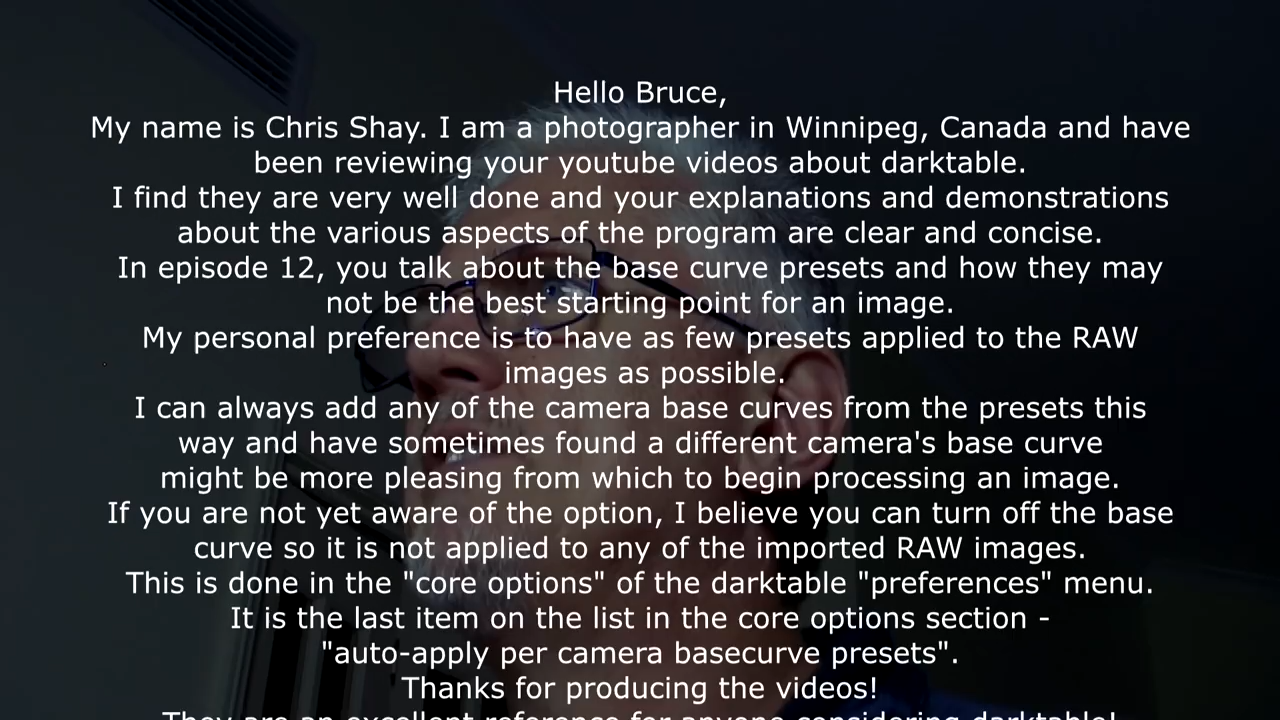 Hello Bruce,
My name is Chris Shay. I am a photographer in Winnipeg, Canada and have
been reviewing your youtube videos about darktable.
I find they are very well done and your explanations and demonstrations
about the various aspects of the program are clear and concise.
In episode 12, you talk about the base curve presets and how they may
not be the best starting point for an image.
My personal preference is to have as few presets applied to the RAW
images as possible.
I can always add any of the camera base curves from the presets this
way and have sometimes found a different camera's base curve
might be more pleasing from which to begin processing an image.
If you are not yet aware of the option, I believe you can turn off the base
curve so it is not applied to any of the imported RAW images.
This is done in the "core options" of the darktable "preferences" menu.
It is the last item on the list in the core options section -
"auto-apply per camera basecurve presets".
Thanks for producing the videos!
They are an excellent reference for anyone considering darktable!